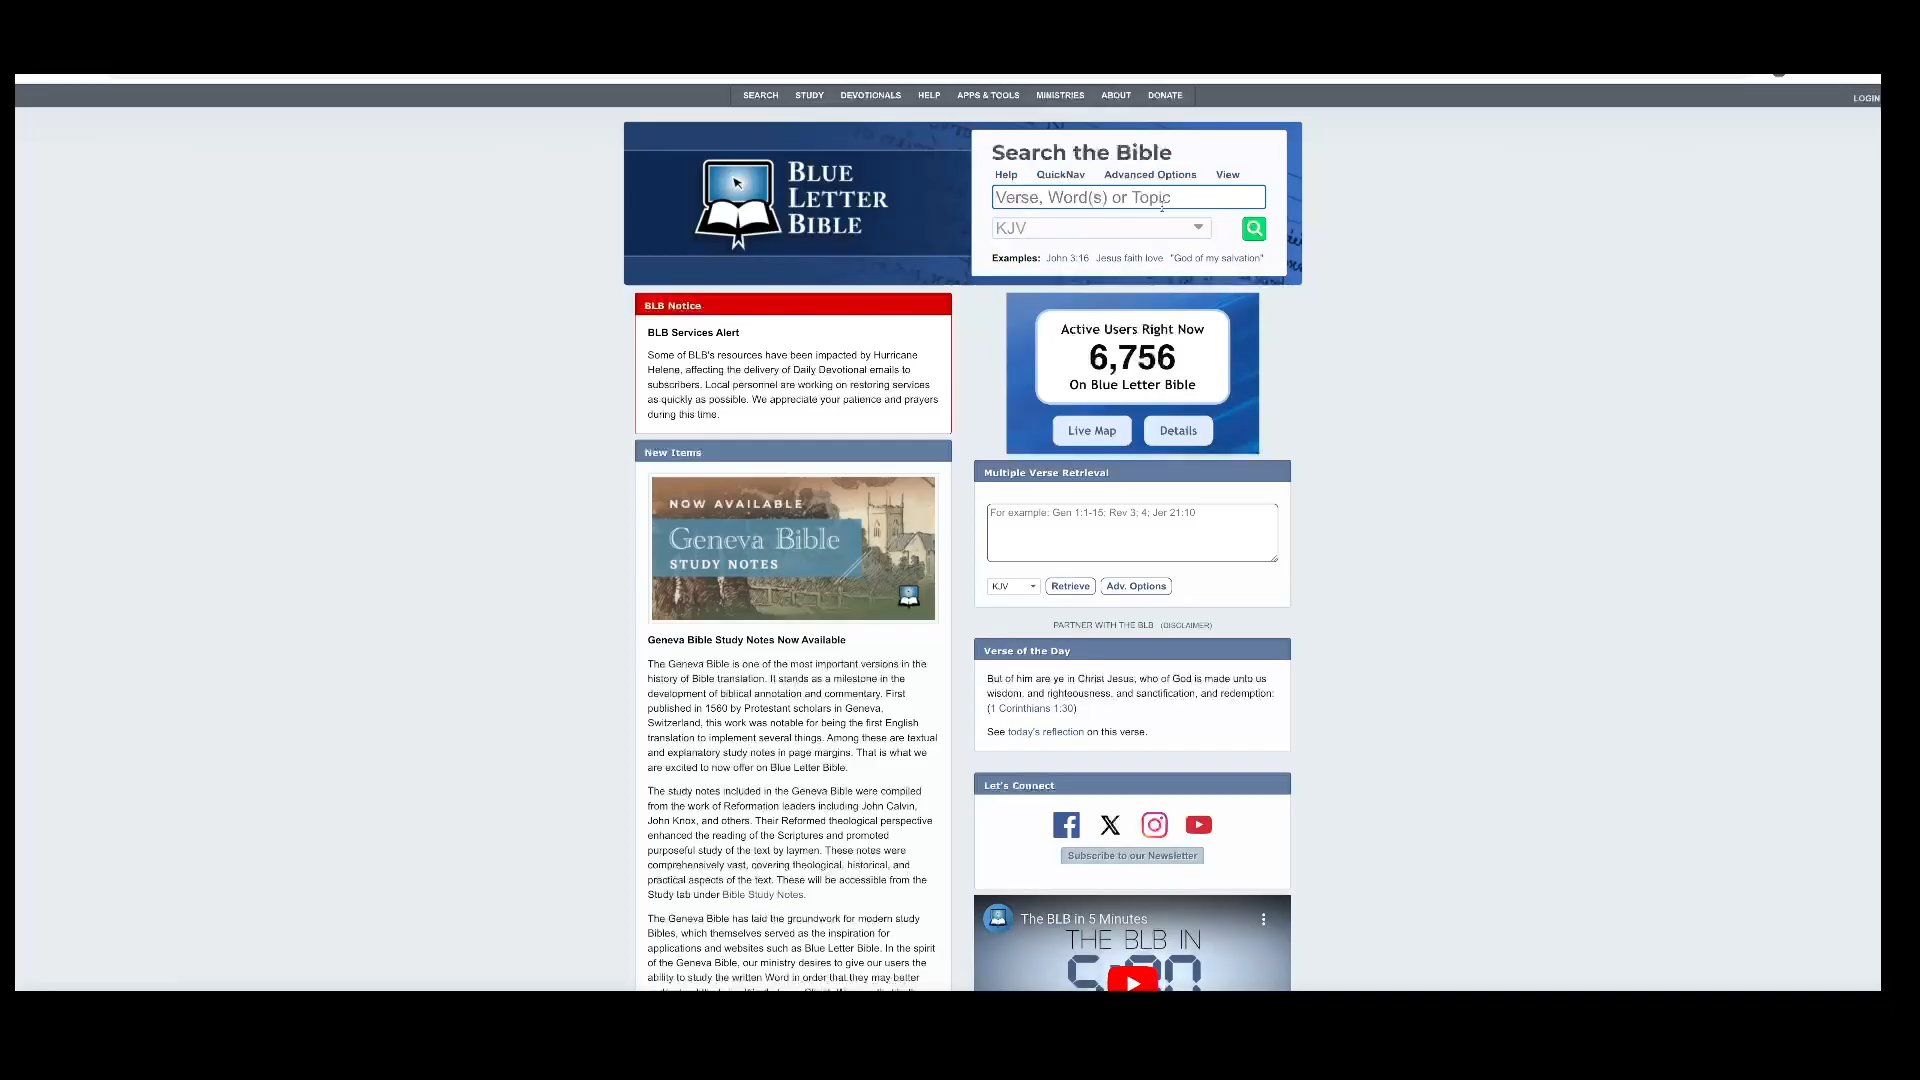 SEARCH STUDY DEVOTIONALS HELP APPS & TOOLS MINISTRIES ABOUT DONATE
LOGIN
BLUE
LETTER
BIBLE
Search the Bible
Help QuickNav Advanced Options View
Verse, Word(s) or Topic
KJV
Examples: John 3:16 Jesus faith love "God of my salvation"
BLB Notice
BLB Services Alert
Some of BLB's resources have been impacted by Hurricane
Helene, affecting the delivery of Daily Devotional emails to
subscribers. Local personnel are working on restoring services
as quickly as possible. We appreciate your patience and prayers
during this time.
New Items
NOW AVAILABLE
Geneva Bible
STUDY NOTES
Geneva Bible Study Notes Now Available
The Geneva Bible is one of the most important versions in the
history of Bible translation. It stands as a milestone in the
development of biblical annotation and commentary. First
published in 1560 by Protestant scholars in Geneva,
Switzerland, this work was notable for being the first English
translation to implement several things. Among these are textual
and explanatory study notes in page margins. That is what we
are excited to now offer on Blue Letter Bible.
The study notes included in the Geneva Bible were compiled
from the work of Reformation leaders including John Calvin,
John Knox, and others. Their Reformed theological perspective
enhanced the reading of the Scriptures and promoted
purposeful study of the text by laymen. These notes were
comprehensively vast, covering theological, historical, and
practical aspects of the text. These will be accessible from the
Study tab under Bible Study Notes.
The Geneva Bible has laid the groundwork for modern study
Bibles, which themselves served as the inspiration for
applications and websites such as Blue Letter Bible. In the spirit
of the Geneva Bible, our ministry desires to give our users the
ability to study the written Word in order that they may better
Active Users Right Now
6,756
On Blue Letter Bible
Live Map Details
Multiple Verse Retrieval
For example: Gen 1:1-15; Rev 3; 4; Jer 21:10
KJV Retrieve Adv. Options
PARTNER WITH THE BLB (DISCLAIMER)
Verse of the Day
But of him are ye in Christ Jesus, who of God is made unto us
wisdom, and righteousness, and sanctification, and redemption:
(1 Corinthians 1:30)
See today's reflection on this verse.
Let's Connect
Subscribe to our Newsletter
The BLB in 5 Minutes
THE BLB IN